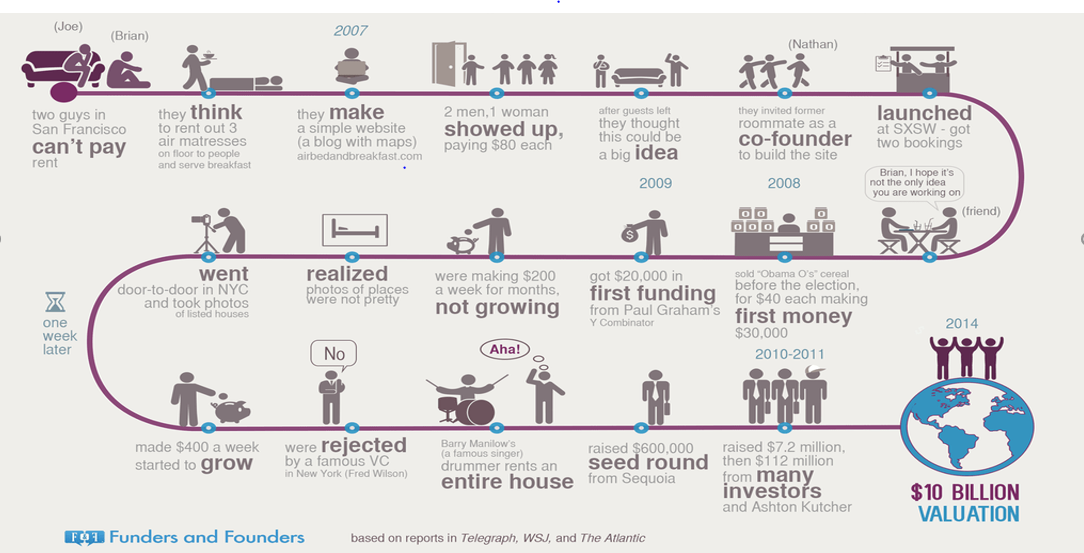 (Joe)
(Brian)
two guys in
San Francisco
can't pay
rent
they think
to rent out 3
air matresses
on floor to people
and serve breakfast
2007
they make
a simple website
(a blog with maps)
airbedandbreakfast.com
2 men,1 woman
showed up,
paying $80 each
after guests left
they thought
this could be
a big idea
(Nathan)
they invited former
roommate as a
co-founder
to build the site
launched
at SXSW - got
two bookings
Brian, I hope it's
not the only idea
you are working on
(friend)
2008
sold "Obama O's" cereal
before the election,
for $40 each making
first money
$30,000
2009
got $20,000 in
first funding
from Paul Graham's
Y Combinator
were making $200
a week for months,
not growing
realized
photos of places
were not pretty
went
door-to-door in NYC
and took photos
of listed houses
one
week
later
made $400 a week
started to grow
No
were rejected
by a famous VC
in New York (Fred Wilson)
Aha!
Barry Manilow's
(a famous singer)
drummer rents an
entire house
raised $600,000
seed round
from Sequoia
2010-2011
raised $7.2 million,
then $112 million
from many
investors
and Ashton Kutcher
2014
$10 BILLION
VALUATION
F&F Funders and Founders
based on reports in Telegraph, WSJ, and The Atlantic